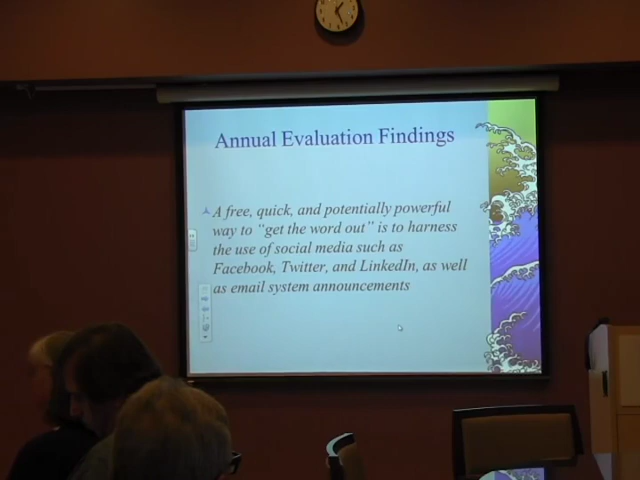 Annual Evaluation Findings
A free, quick, and potentially powerful
way to "get the word out" is to harness
the use of social media such as
Facebook, Twitter, and LinkedIn, as well
as email system announcements